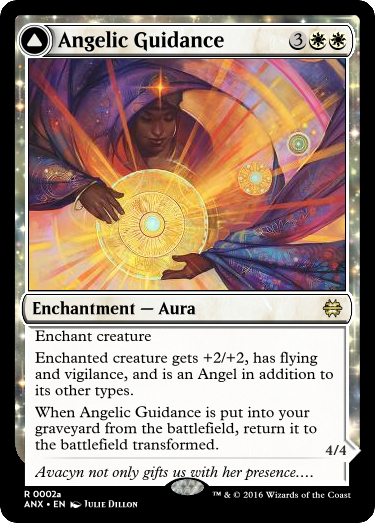 Angelic Guidance 3
Enchantment — Aura
Enchant creature
Enchanted creature gets +2/+2, has flying
and vigilance, and is an Angel in addition to
its other types.
When Angelic Guidance is put into your
graveyard from the battlefield, return it to
the battlefield transformed.
4/4
Avacyn not only gifts us with her presence….
R 0002a
ANX • EN JULIE DILLON
™ & © 2016 Wizards of the Coast